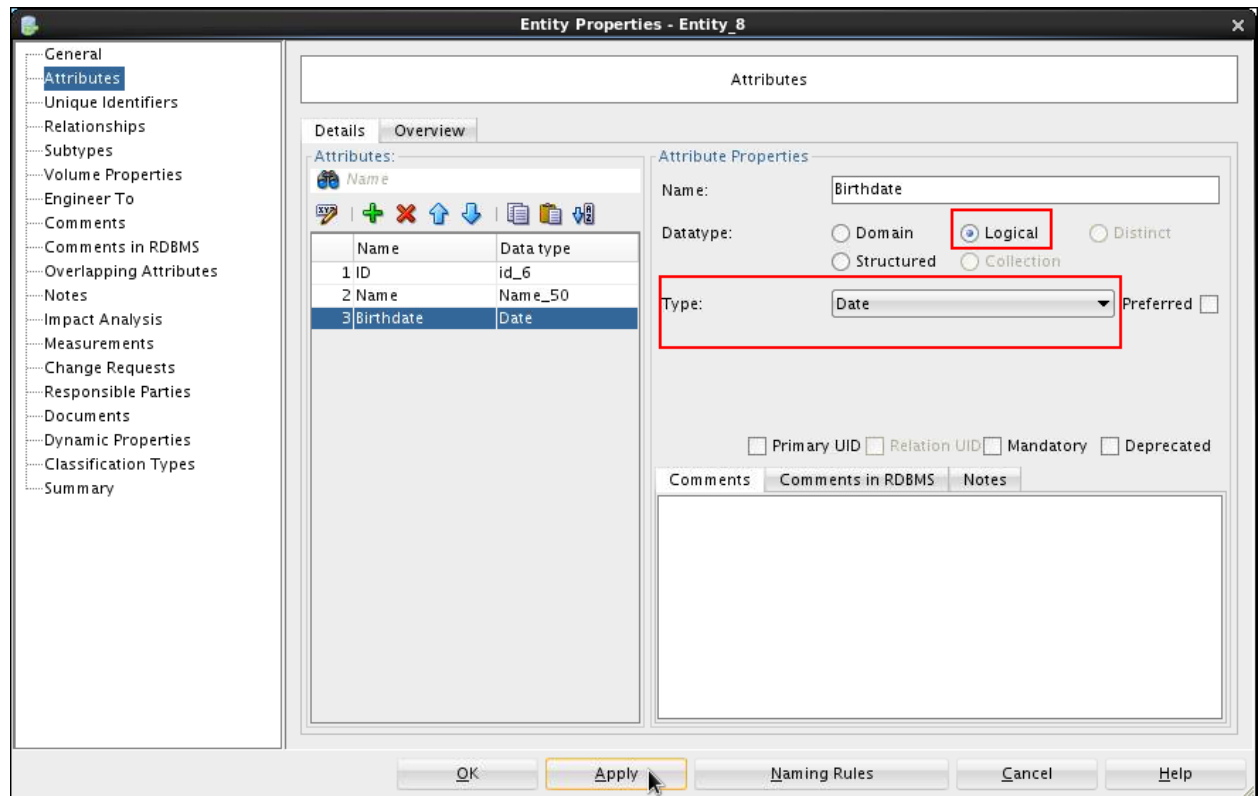 Entity Properties - Entity_8
General
Attributes
Unique Identifiers
Relationships
Subtypes
Volume Properties
Engineer To
Comments
Comments in RDBMS
Overlapping Attributes
Notes
Impact Analysis
Measurements
Change Requests
Responsible Parties
Documents
Dynamic Properties
Classification Types
Summary
Attributes
Details Overview
Attributes:
Name
Name Data type
1 ID id_6
2 Name Name_50
3 Birthdate Date
Attribute Properties
Name: Birthdate
Datatype: Domain Logical Distinct
Structured Collection
Type: Date Preferred
Primary UID Relation UID Mandatory Deprecated
Comments Comments in RDBMS Notes
OK Apply Naming Rules Cancel Help